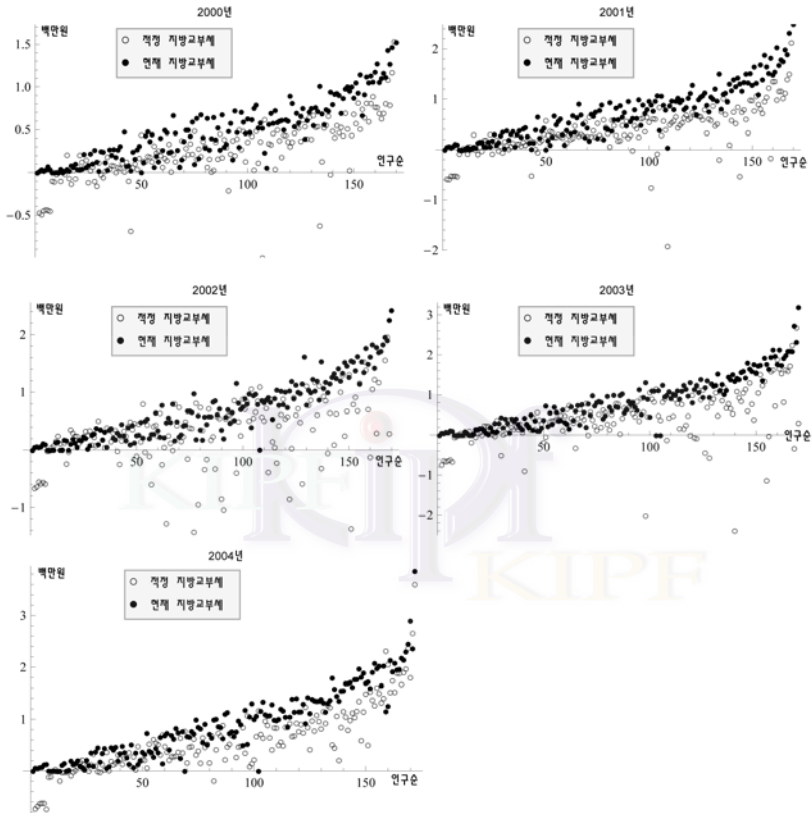 2000년
백만원
적정 지방교부세
현재 지방교부세
1.5
1.0
0.5
-0.5
50
100
150
인구순
2001년
백만원
적정 지방교부세
현재 지방교부세
2
1
-1
-2
50
100
150
인구순
2002년
백만원
적정 지방교부세
현재 지방교부세
2
1
-1
50
100
150
인구순
2003년
백만원
적정 지방교부세
현재 지방교부세
3
2
1
-1
-2
50
100
150
인구순
2004년
백만원
적정 지방교부세
현재 지방교부세
3
2
1
50
100
150
인구순
KIPF
KIPF